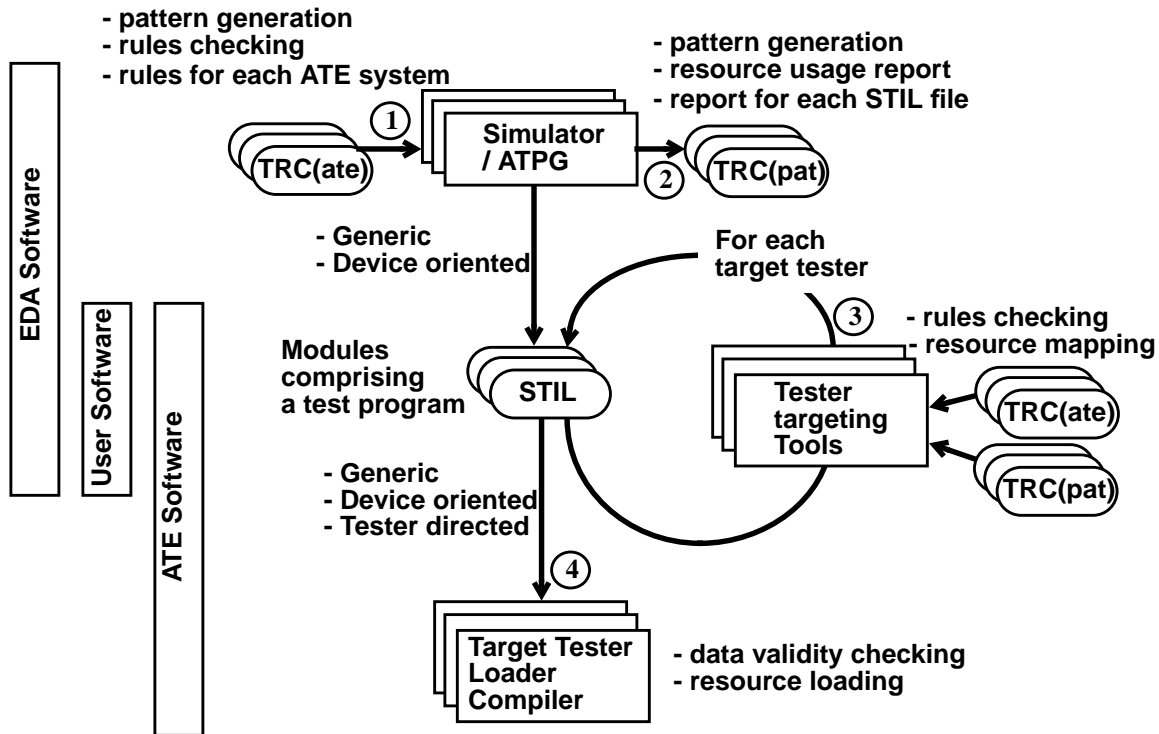 - pattern generation
- rules checking
- rules for each ATE system
- pattern generation
- resource usage report
- report for each STIL file
1
TRC(ate)
Simulator
/ ATPG
2
TRC(pat)
EDA Software
- Generic
- Device oriented
For each
target tester
3
- rules checking
- resource mapping
User Software
ATE Software
Modules
comprising
a test program
STIL
Tester
targeting
Tools
TRC(ate)
TRC(pat)
- Generic
- Device oriented
- Tester directed
4
Target Tester
Loader
Compiler
- data validity checking
- resource loading